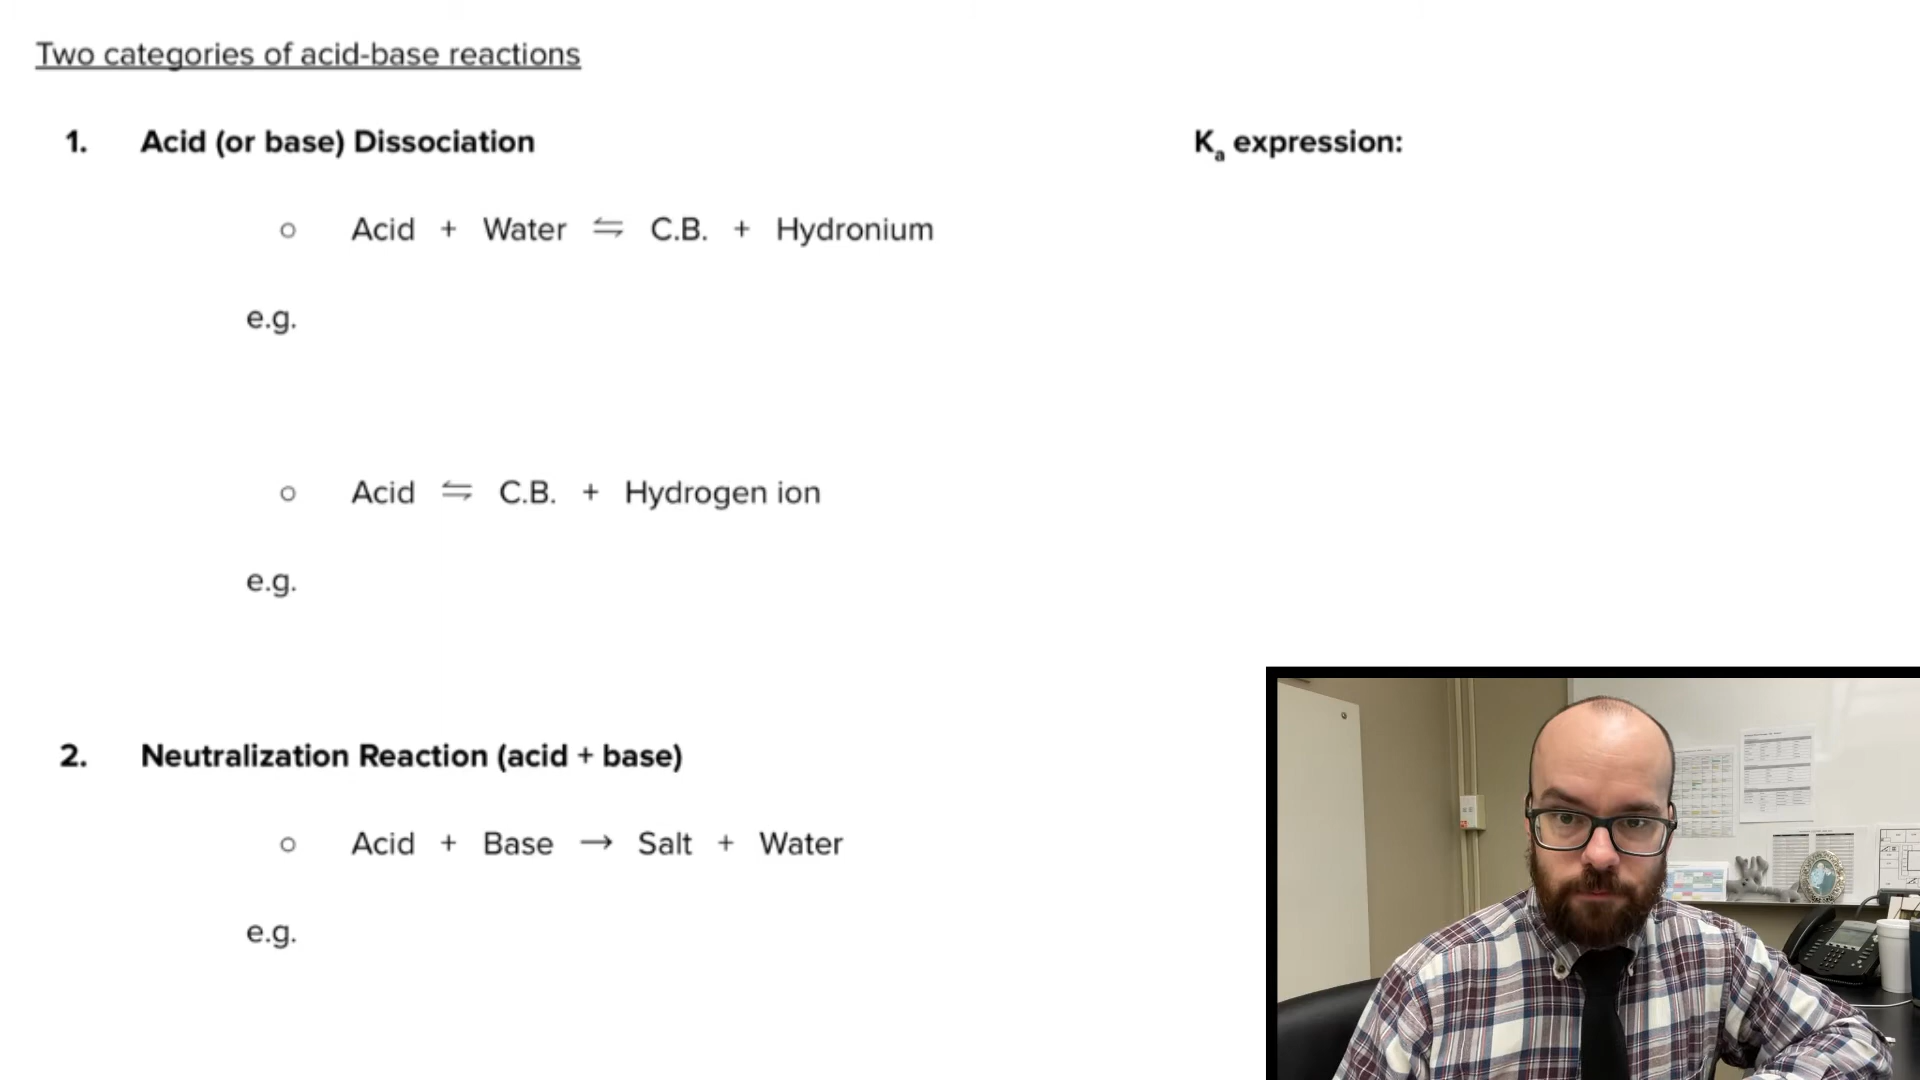 Two categories of acid-base reactions
1. Acid (or base) Dissociation
Kₐ expression:
○ Acid + Water ⇋ C.B. + Hydronium
e.g.
○ Acid ⇋ C.B. + Hydrogen ion
e.g.
2. Neutralization Reaction (acid + base)
○ Acid + Base → Salt + Water
e.g.